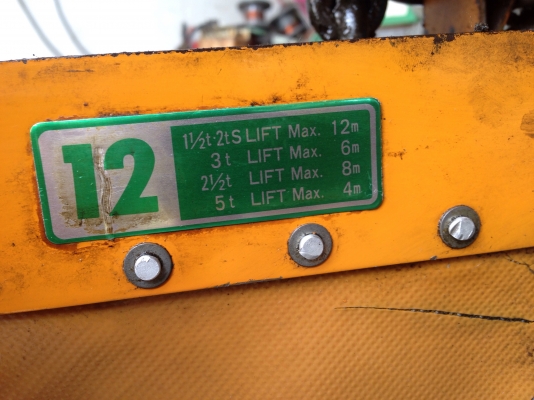 12
1½t·2tS LIFT Max. 12m
3t LIFT Max. 6m
2½t LIFT Max. 8m
5t LIFT Max. 4m